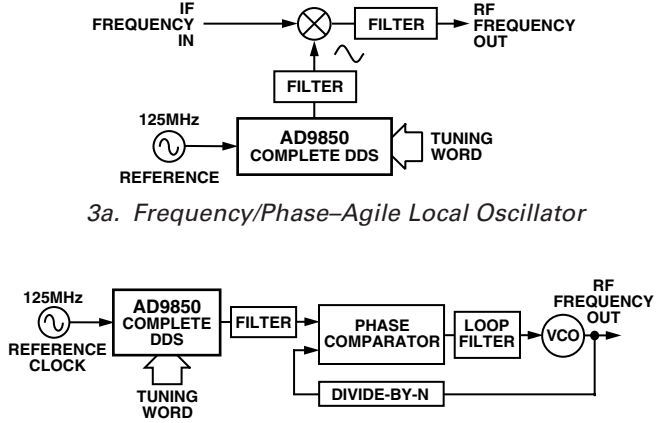 IF
FREQUENCY
IN
FILTER
RF
FREQUENCY
OUT
FILTER
125MHz
REFERENCE
AD9850
COMPLETE DDS
TUNING
WORD
3a. Frequency/Phase–Agile Local Oscillator
125MHz
REFERENCE
CLOCK
AD9850
COMPLETE
DDS
TUNING
WORD
FILTER
PHASE
COMPARATOR
LOOP
FILTER
VCO
RF
FREQUENCY
OUT
DIVIDE-BY-N